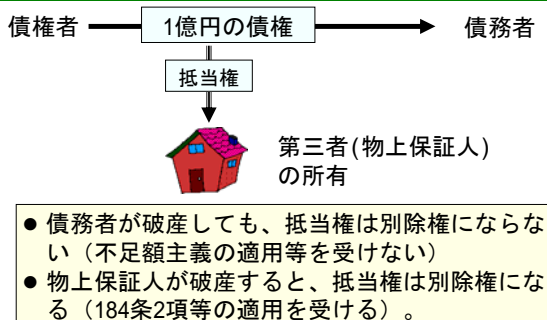 債権者 1億円の債権 債務者
抵当権
第三者(物上保証人)
の所有
● 債務者が破産しても、抵当権は別除権にならな
い（不足額主義の適用等を受けない）
● 物上保証人が破産すると、抵当権は別除権にな
る（184条2項等の適用を受ける）。